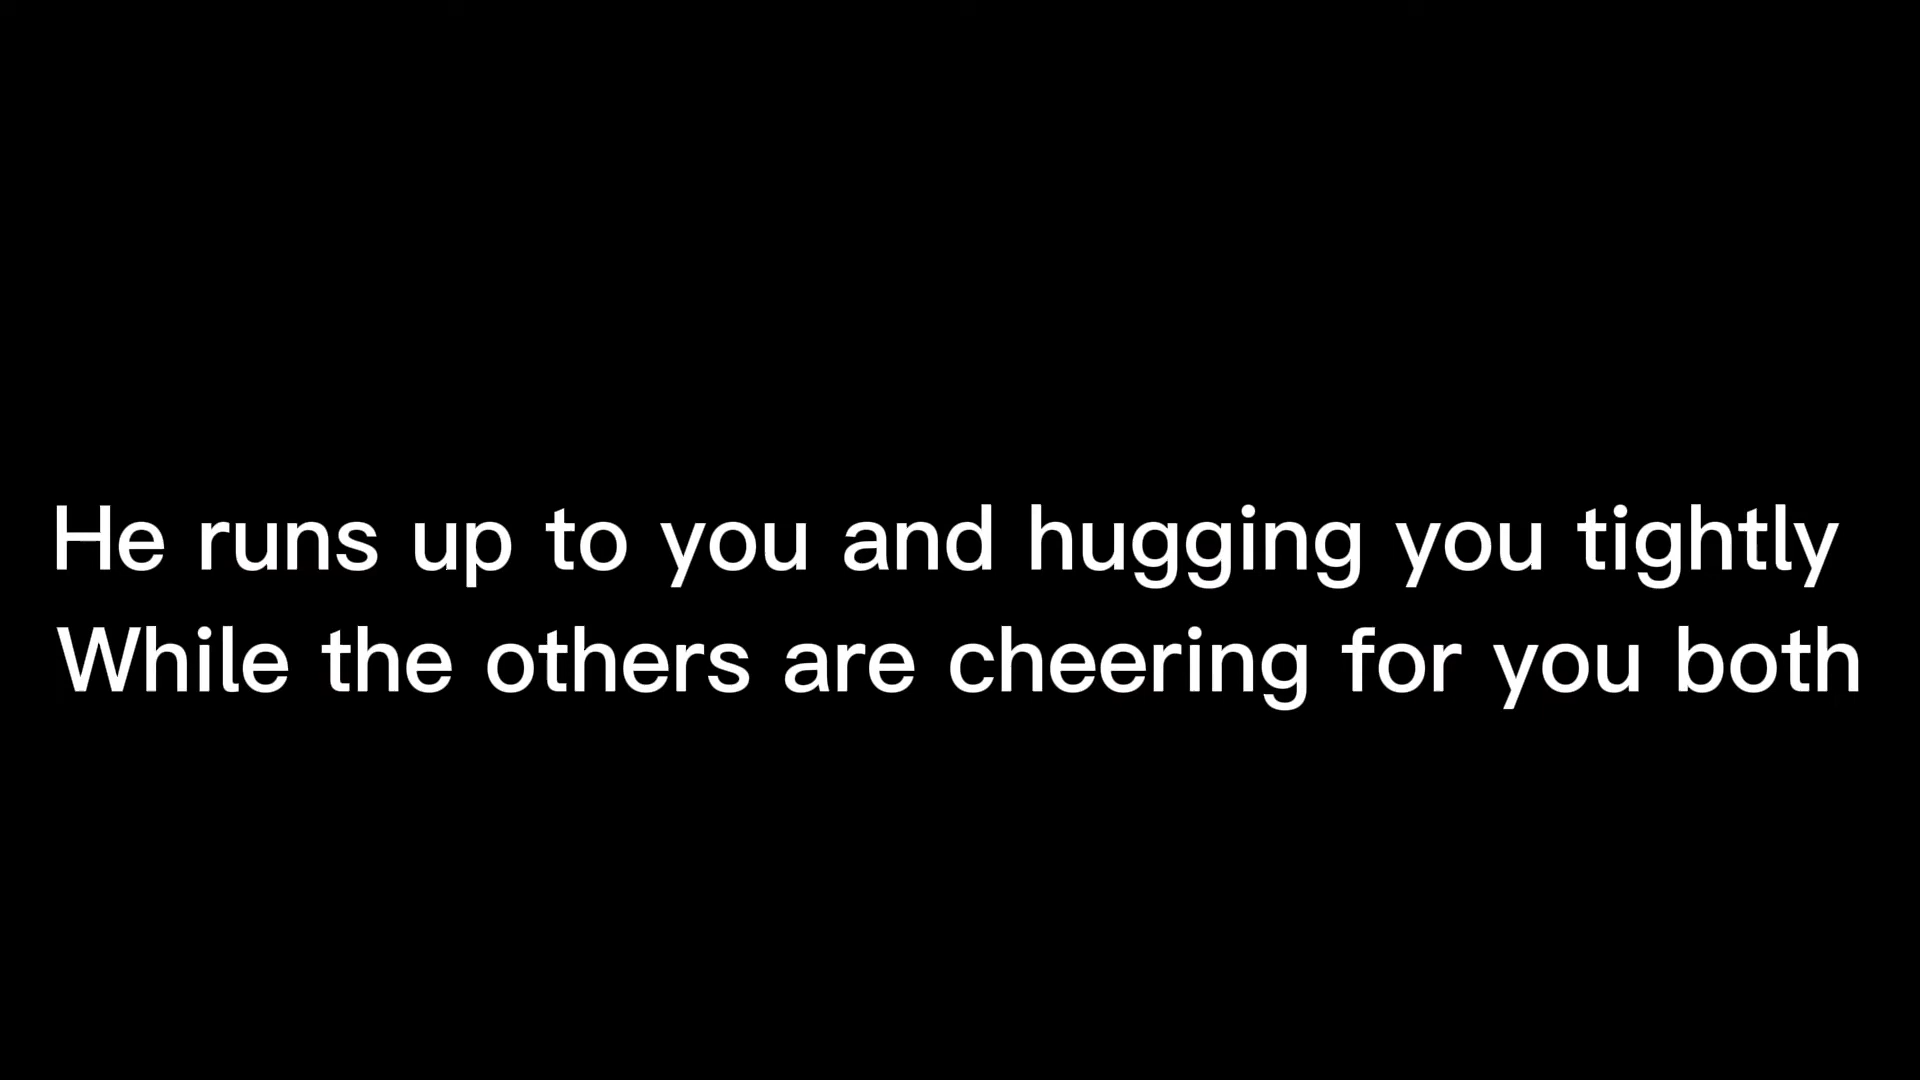 He runs up to you and hugging you tightly
While the others are cheering for you both